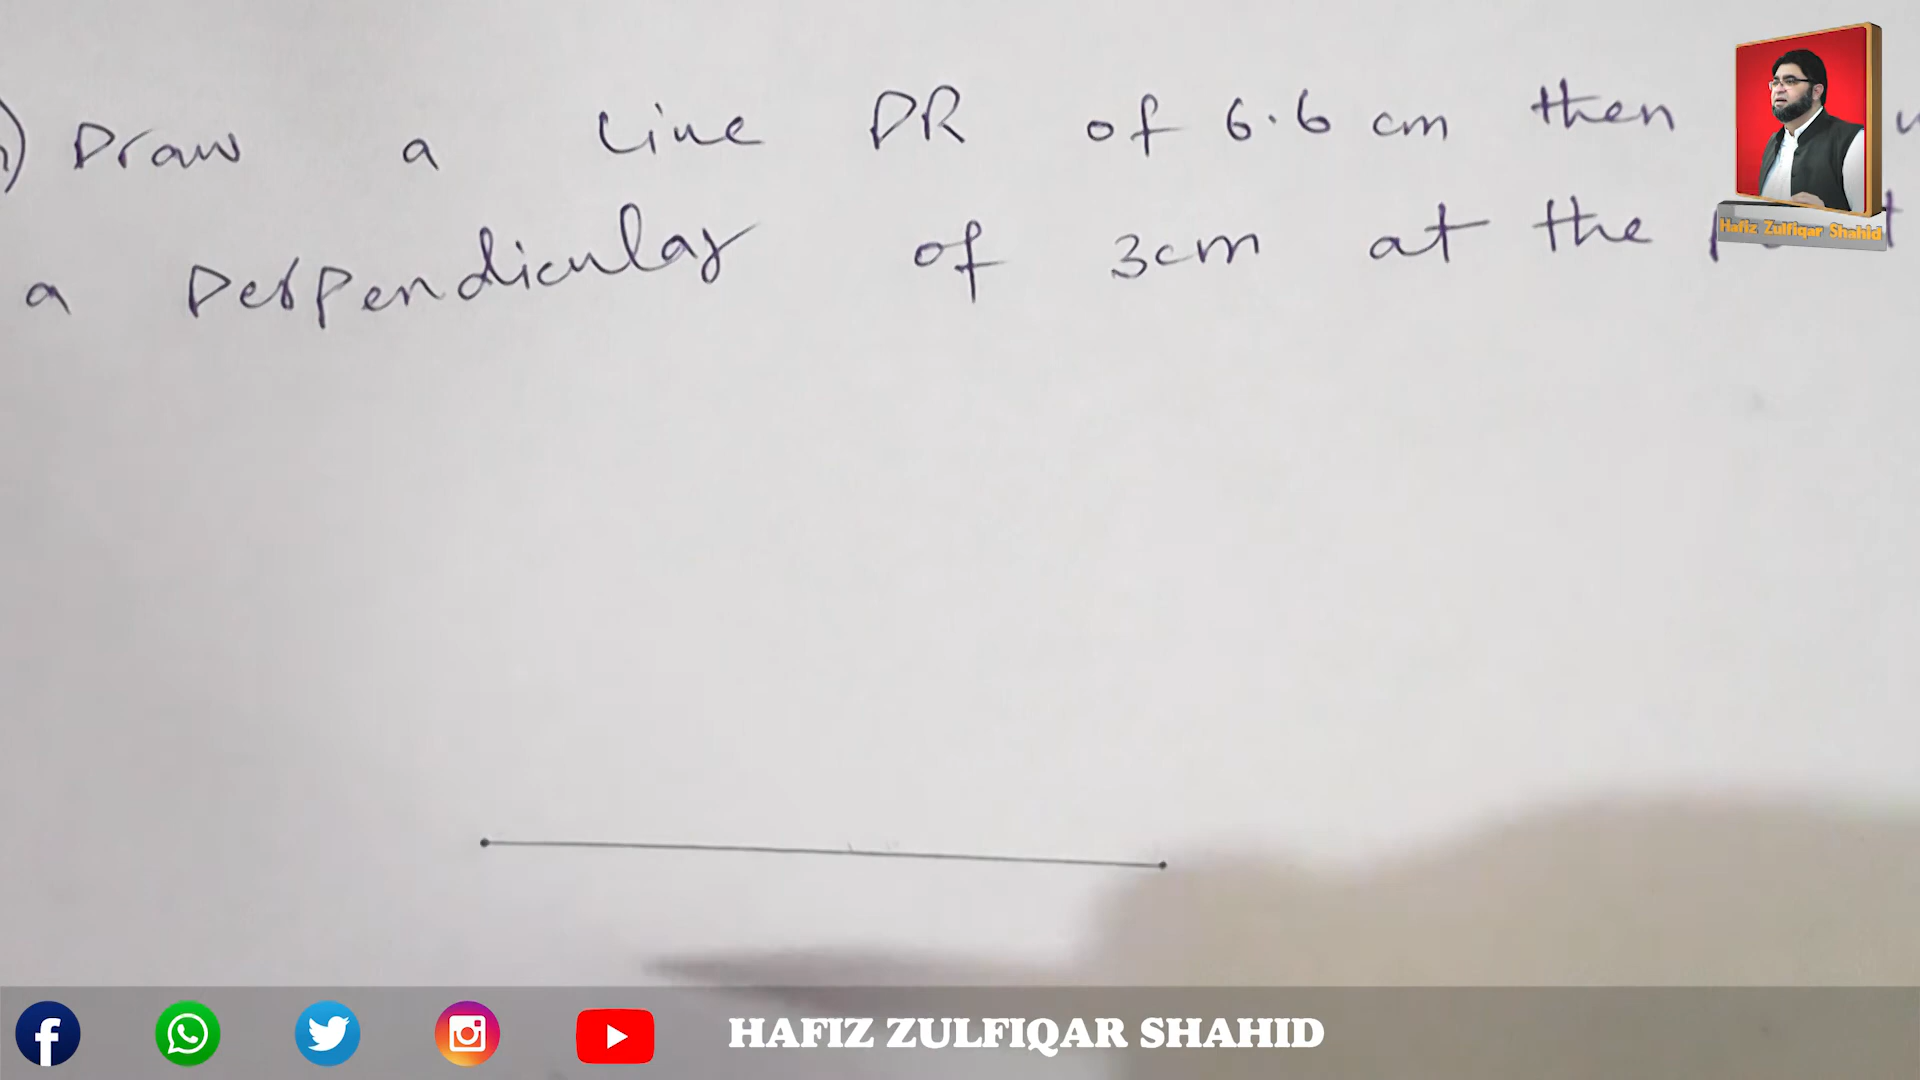 Draw a Line PR of 6.6 cm then
a Perpendicular of 3cm at the
Hafiz Zulfiqar Shahid
HAFIZ ZULFIQAR SHAHID